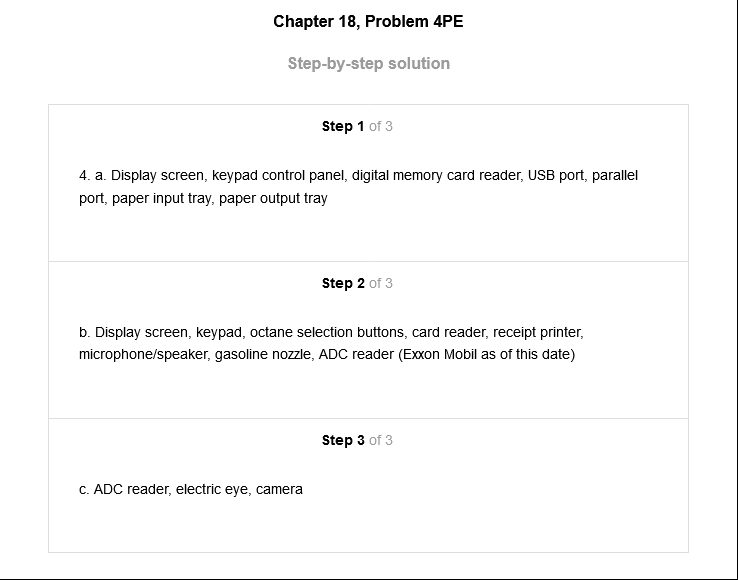 Chapter 18, Problem 4PE
Step-by-step solution
Step 1 of 3
4. a. Display screen, keypad control panel, digital memory card reader, USB port, parallel
port, paper input tray, paper output tray
Step 2 of 3
b. Display screen, keypad, octane selection buttons, card reader, receipt printer,
microphone/speaker, gasoline nozzle, ADC reader (Exxon Mobil as of this date)
Step 3 of 3
c. ADC reader, electric eye, camera